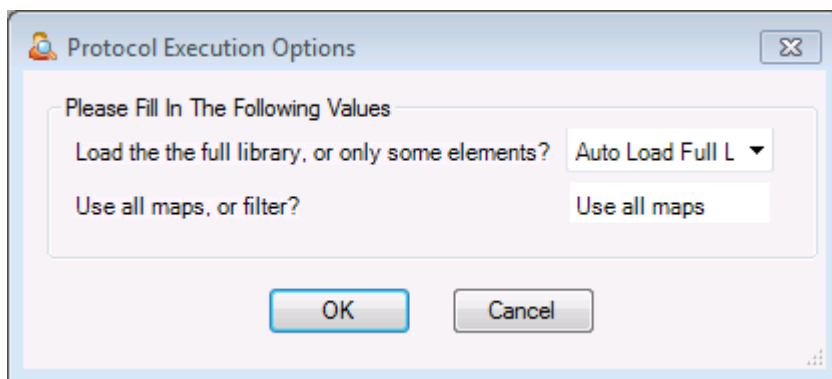 Protocol Execution Options
Please Fill In The Following Values
Load the the full library, or only some elements? Auto Load Full L
Use all maps, or filter? Use all maps
OK Cancel